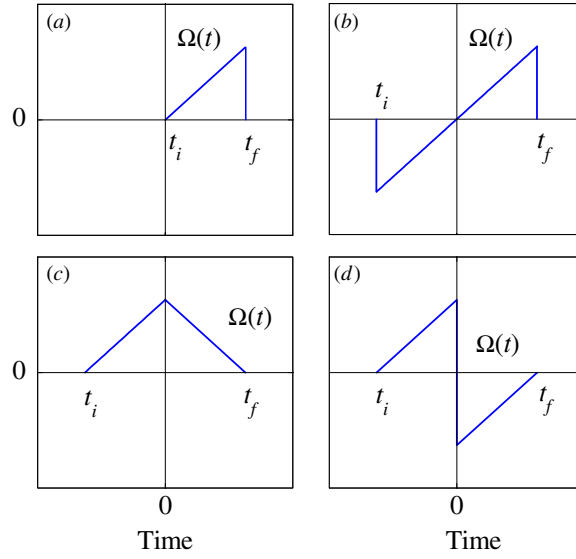 (a)
Ω(t)
0
t_i
t_f
(b)
Ω(t)
t_i
t_f
(c)
Ω(t)
0
t_i
t_f
0
Time
(d)
Ω(t)
t_i
t_f
0
Time